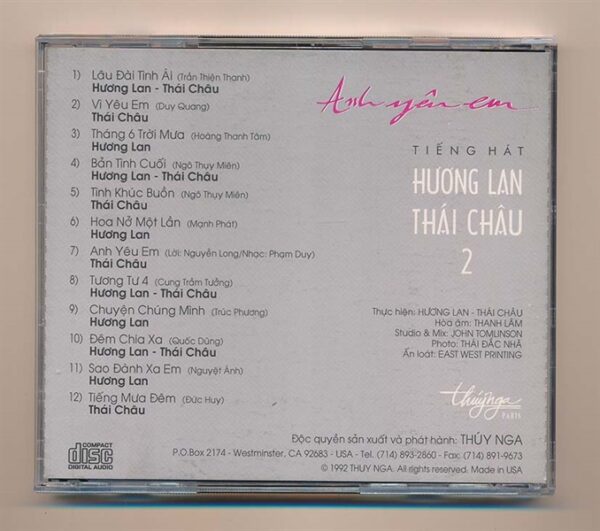 1) Lâu Đài Tình Ái (Trần Thiện Thanh)
Hương Lan - Thái Châu
2) Vì Yêu Em (Duy Quang)
Thái Châu
3) Tháng 6 Trời Mưa (Hoàng Thanh Tâm)
Hương Lan
4) Bản Tình Cuối (Ngô Thụy Miên)
Hương Lan - Thái Châu
5) Tình Khúc Buồn (Ngô Thụy Miên)
Thái Châu
6) Hoa Nở Một Lần (Mạnh Phát)
Hương Lan
7) Anh Yêu Em (Lời: Nguyễn Long/Nhạc: Phạm Duy)
Thái Châu
8) Tương Tư 4 (Cung Trầm Tưởng)
Hương Lan - Thái Châu
9) Chuyện Chúng Mình (Trúc Phương)
Hương Lan
10) Đêm Chia Xa (Quốc Dũng)
Hương Lan - Thái Châu
11) Sao Đành Xa Em (Nguyệt Ánh)
Hương Lan
12) Tiếng Mưa Đêm (Đức Huy)
Thái Châu
Anh yêu em
TIẾNG HÁT
HƯƠNG LAN
THÁI CHÂU
2
Thực hiện: HƯƠNG LAN - THÁI CHÂU
Hòa âm: THANH LÂM
Studio & Mix: JOHN TOMLINSON
Photo: THÁI ĐẮC NHÃ
Ấn loát: EAST WEST PRINTING
thúy nga
PARIS
COMPACT
disc
DIGITAL AUDIO
Độc quyền sản xuất và phát hành: THÚY NGA
P.O.Box 2174 - Westminster, CA 92683 - USA - Tel. (714) 893-2860 - Fax: (714) 891-9673
© 1992 THUY NGA. All rights reserved. Made in USA